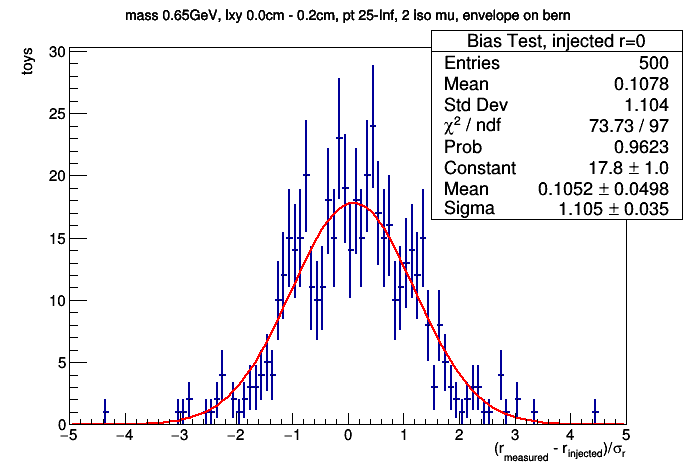 mass 0.65GeV, lxy 0.0cm - 0.2cm, pt 25-Inf, 2 Iso mu, envelope on bern
Bias Test, injected r=0
Entries 500
Mean 0.1078
Std Dev 1.104
χ² / ndf 73.73 / 97
Prob 0.9623
Constant 17.8 ± 1.0
Mean 0.1052 ± 0.0498
Sigma 1.105 ± 0.035
toys
30
25
20
15
10
5
0
−5 −4 −3 −2 −1 0 1 2 3 4 5
(r_measured - r_injected)/σ_r